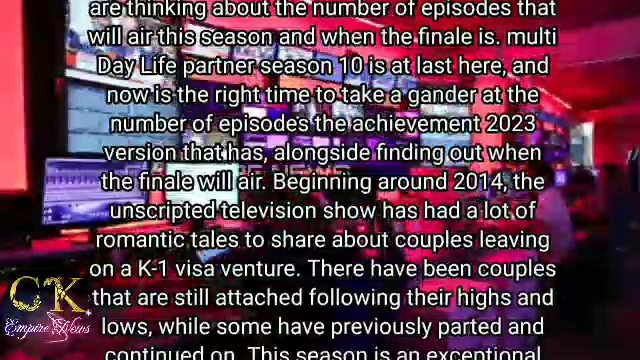 are thinking about the number of episodes that
will air this season and when the finale is. multi
Day Life partner season 10 is at last here, and
now is the right time to take a gander at the
number of episodes the achievement 2023
version that has, alongside finding out when
the finale will air. Beginning around 2014, the
unscripted television show has had a lot of
romantic tales to share about couples leaving
on a K-1 visa venture. There have been couples
that are still attached following their highs and
lows, while some have previously parted and
continued on. This season is an exceptional
CK
Empire News